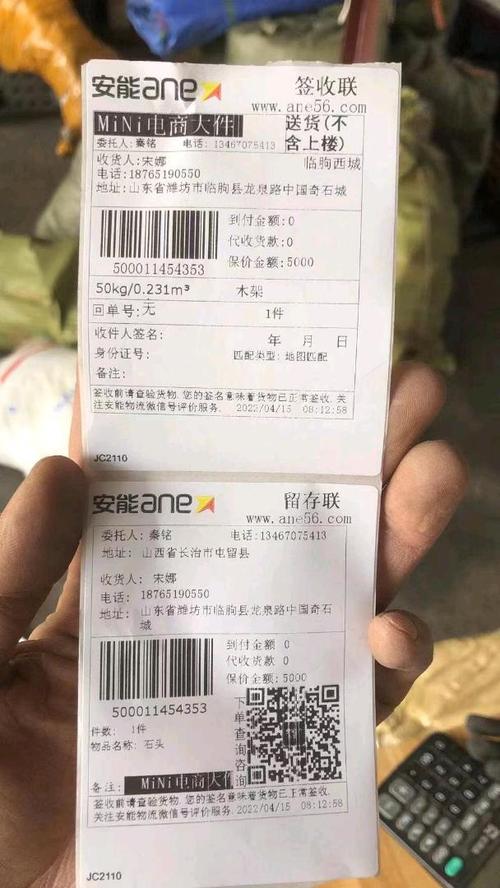 安能ane 签收联
www.ane56.com
MiNi电商大件 送货(不含上楼)
委托人:秦铭 电话:13467075413
收货人:宋娜 临朐西城
电话:18765190550
地址:山东省潍坊市临朐县龙泉路中国奇石城
到付金额:0
代收货款:0
保价金额:5000
500011454353
50kg/0.231m³ 木架
回单号:无 1件
收件人签名: 年 月 日
身份证号: 匹配类型:地图匹配
备注:
签收前请查验货物.您的签名意味着货物已正常签收.关
注安能物流微信号评价服务. 2022/04/15 08:12:58
JC2110
安能ane 留存联
www.ane56.com
委托人:秦铭 电话:13467075413
地址: 山西省长治市屯留县
收货人: 宋娜
电话: 18765190550
地址: 山东省潍坊市临朐县龙泉路中国奇石
城
到付金额 0
代收货款 0
保价金额: 5000
500011454353
下单查询咨询
件数: 1件
物品名称:石头
备注: MiNi电商大件
签收前请查验货物.您的签名意味着货物已正常签收.
关注安能物流微信号评价服务. 2022/04/15 08:12:58
JC2110